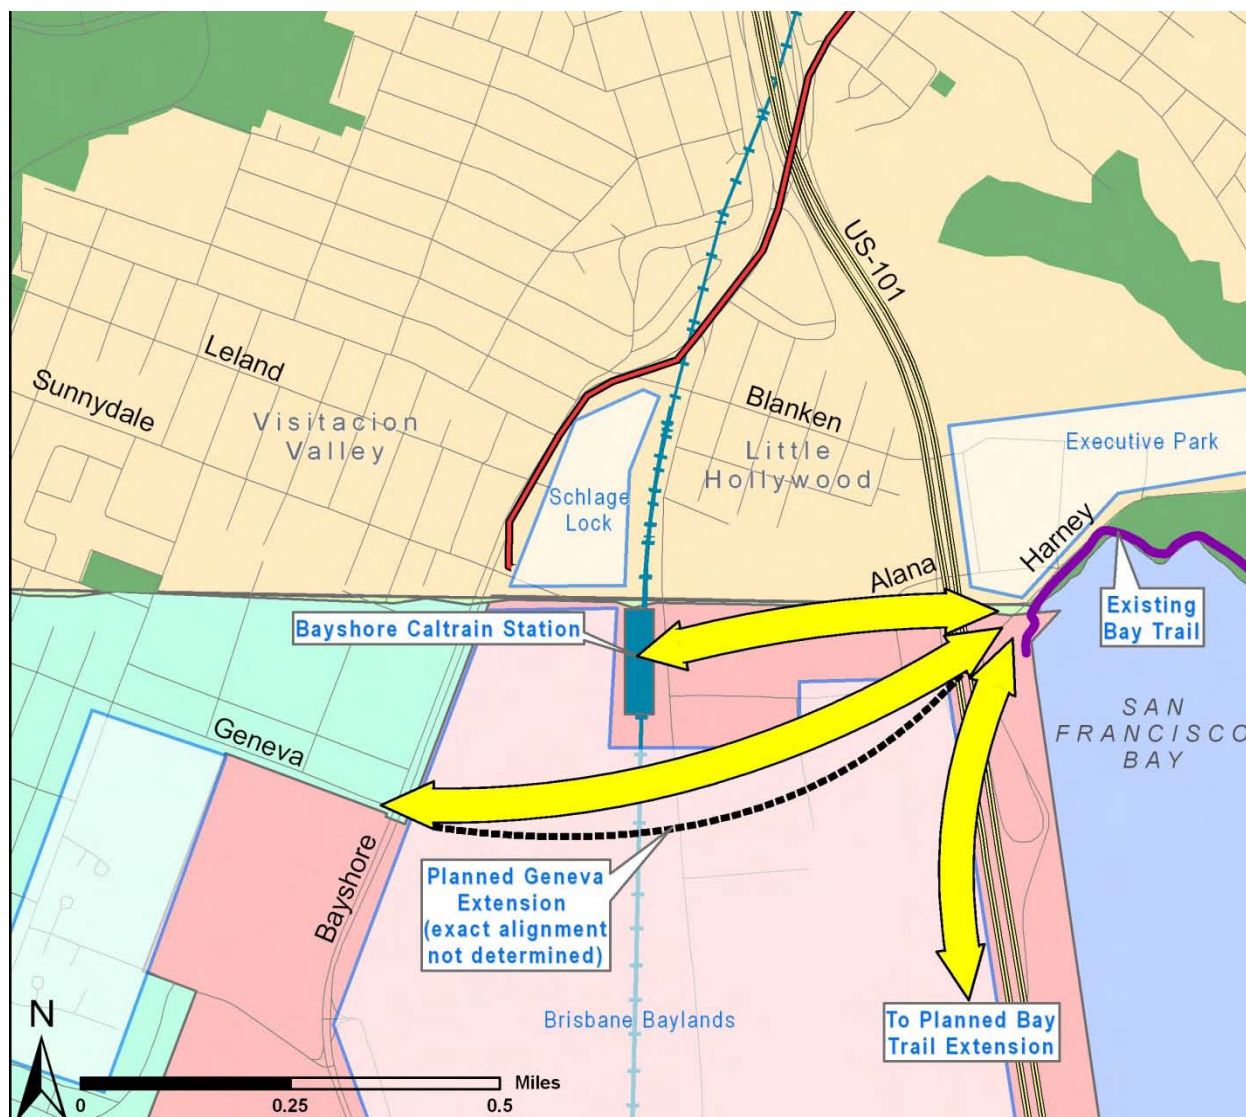 US-101
Leland
Sunnydale
Visitacion
Valley
Blanken
Little
Hollywood
Executive Park
Schlage
Lock
Harney
Alana
Existing
Bay Trail
Bayshore Caltrain Station
SAN
FRANCISCO
BAY
Geneva
Bayshore
Planned Geneva
Extension
(exact alignment
not determined)
Brisbane Baylands
To Planned Bay
Trail Extension
N
Miles
0
0.25
0.5